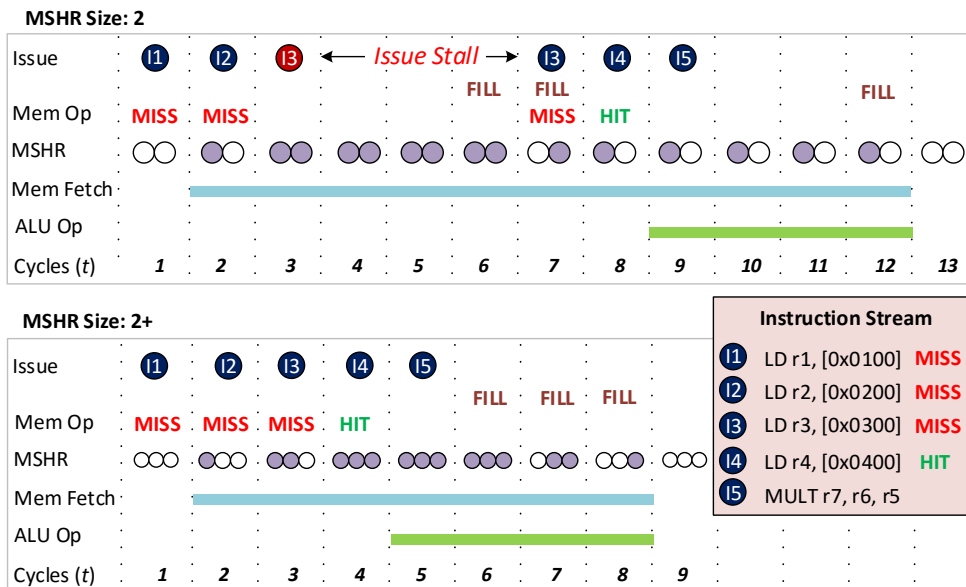 MSHR Size: 2
Issue I1 I2 I3 Issue Stall I3 I4 I5
FILL FILL FILL
Mem Op MISS MISS MISS HIT
MSHR
Mem Fetch
ALU Op
Cycles (t) 1 2 3 4 5 6 7 8 9 10 11 12 13
MSHR Size: 2+
Issue I1 I2 I3 I4 I5
FILL FILL FILL
Mem Op MISS MISS MISS HIT
MSHR
Mem Fetch
ALU Op
Cycles (t) 1 2 3 4 5 6 7 8 9
Instruction Stream
I1 LD r1, [0x0100] MISS
I2 LD r2, [0x0200] MISS
I3 LD r3, [0x0300] MISS
I4 LD r4, [0x0400] HIT
I5 MULT r7, r6, r5